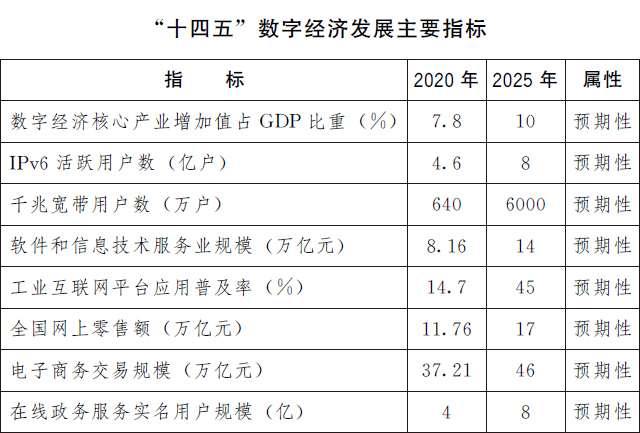 “十四五”数字经济发展主要指标
指 标 2020 年 2025 年 属性
数字经济核心产业增加值占 GDP 比重（%） 7.8 10 预期性
IPv6 活跃用户数（亿户） 4.6 8 预期性
千兆宽带用户数（万户） 640 6000 预期性
软件和信息技术服务业规模（万亿元） 8.16 14 预期性
工业互联网平台应用普及率（%） 14.7 45 预期性
全国网上零售额（万亿元） 11.76 17 预期性
电子商务交易规模（万亿元） 37.21 46 预期性
在线政务服务实名用户规模（亿） 4 8 预期性